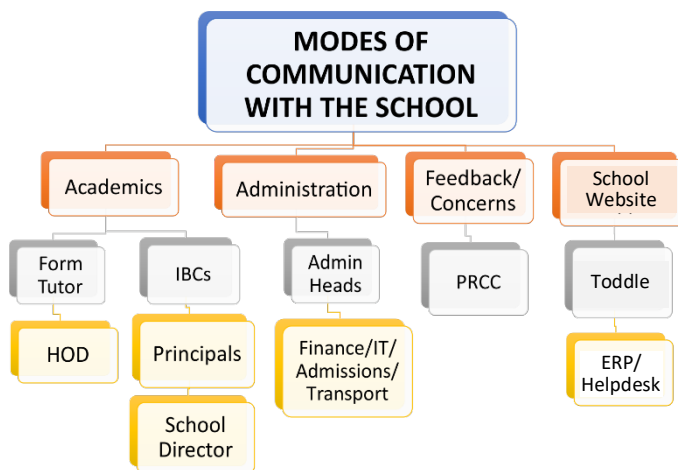 MODES OF
COMMUNICATION
WITH THE SCHOOL
Academics
Administration
Feedback/
Concerns
School
Website
Form
Tutor
IBCs
Admin
Heads
PRCC
Toddle
HOD
Principals
Finance/IT/
Admissions/
Transport
ERP/
Helpdesk
School
Director